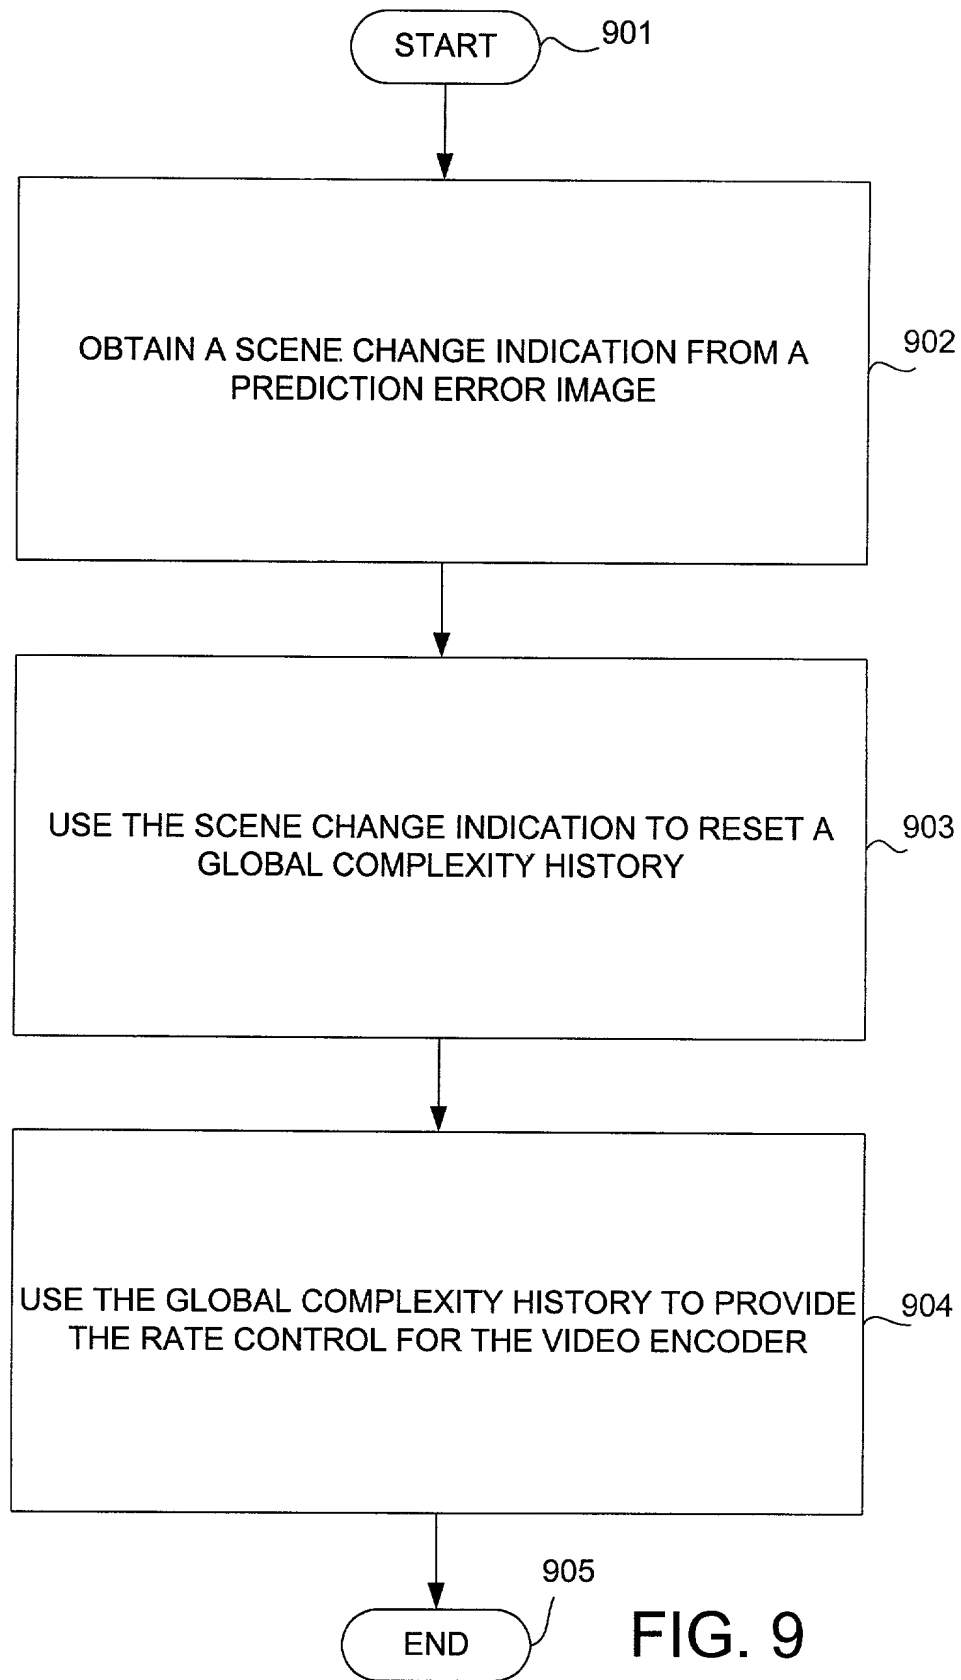 START
901
OBTAIN A SCENE CHANGE INDICATION FROM A
PREDICTION ERROR IMAGE
902
USE THE SCENE CHANGE INDICATION TO RESET A
GLOBAL COMPLEXITY HISTORY
903
USE THE GLOBAL COMPLEXITY HISTORY TO PROVIDE
THE RATE CONTROL FOR THE VIDEO ENCODER
904
905
END
FIG. 9